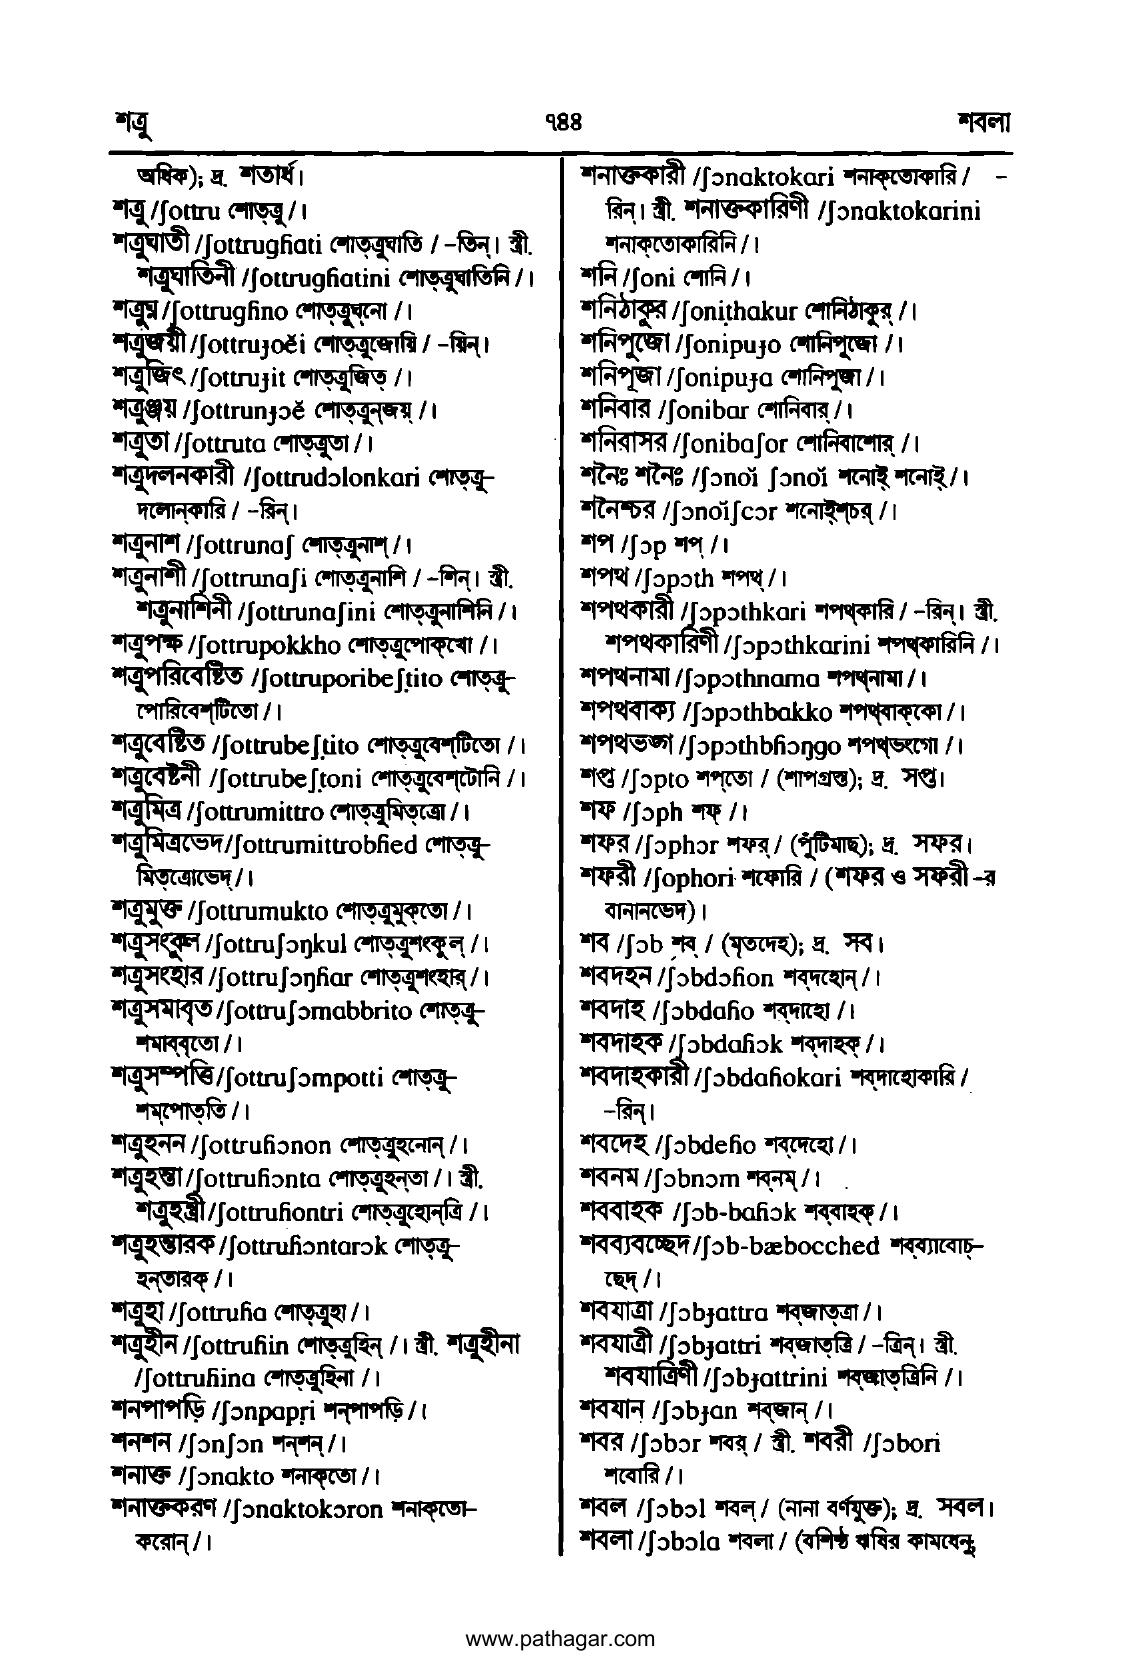 শত্রু ৭৪৪ শবলা
অধিক); দ্র. শতার্ধ।
শত্রু /ʃottru শোত্‌ত্রু /।
শত্রুঘাতী /ʃottrughɦati শোত্‌ত্রুঘাতি / –তিন্‌। স্ত্রী.
শত্রুঘাতিনী /ʃottrugɦatini শোত্‌ত্রুঘাতিনি /।
শত্রুঘ্ন /ʃottrugɦno শোত্‌ত্রুঘ্‌নো /।
শত্রুজয়ী /ʃottruɟoĕi শোত্‌ত্রুজোয়ি / –য়িন্‌।
শত্রুজিৎ /ʃottruɟit শোত্‌ত্রুজিত্‌ /।
শত্রুঞ্জয় /ʃottrunɟɔĕ শোত্‌ত্রুন্‌জয়্‌ /।
শত্রুতা /ʃottruta শোত্‌ত্রুতা /।
শত্রুদলনকারী /ʃottrudɔlonkari শোত্‌ত্রু–
দলোন্‌কারি / –রিন্‌।
শত্রুনাশ /ʃottrunaʃ শোত্‌ত্রুনাশ্‌ /।
শত্রুনাশী /ʃottrunaʃi শোত্‌ত্রুনাশি / –শিন্‌। স্ত্রী.
শত্রুনাশিনী /ʃottrunaʃini শোত্‌ত্রুনাশিনি /।
শত্রুপক্ষ /ʃottrupokkho শোত্‌ত্রুপোক্‌খো /।
শত্রুপরিবেষ্টিত /ʃottruporibeʃṭito শোত্‌ত্রু–
পোরিবেশ্‌টিতো /।
শত্রুবেষ্টিত /ʃottrubeʃṭito শোত্‌ত্রুবেশ্‌টিতো /।
শত্রুবেষ্টনী /ʃottrubeʃṭoni শোত্‌ত্রুবেশ্‌টোনি /।
শত্রুমিত্র /ʃottrumittro শোত্‌ত্রুমিত্‌ত্রো /।
শত্রুমিত্রভেদ/ʃottrumittrobɦed শোত্‌ত্রু–
মিত্‌ত্রোভেদ্‌ /।
শত্রুমুক্ত /ʃottrumukto শোত্‌ত্রুমুক্‌তো /।
শত্রুসংকুল /ʃottruʃɔŋkul শোত্‌ত্রুশংকুল্‌ /।
শত্রুসংহার /ʃottruʃɔŋɦar শোত্‌ত্রুশংহার্‌ /।
শত্রুসমাবৃত /ʃottruʃɔmabbrito শোত্‌ত্রু–
শমাব্‌বৃতো /।
শত্রুসম্পত্তি/ʃottruʃɔmpotti শোত্‌ত্রু–
শম্‌পোত্‌তি /।
শত্রুহনন /ʃottruɦɔnon শোত্‌ত্রুহনোন্‌ /।
শত্রুহন্তা /ʃottruɦɔnta শোত্‌ত্রুহন্‌তা /। স্ত্রী.
শত্রুহন্ত্রী/ʃottruɦontri শোত্‌ত্রুহোন্‌ত্রি /।
শত্রুহন্তারক /ʃottruɦɔntarɔk শোত্‌ত্রু–
হন্‌তারক্‌ /।
শত্রুহা /ʃottruɦa শোত্‌ত্রুহা /।
শত্রুহীন /ʃottruɦin শোত্‌ত্রুহিন্‌ /। স্ত্রী. শত্রুহীনা
/ʃottruɦina শোত্‌ত্রুহিনা /।
শনপাপড়ি /ʃɔnpapṛi শন্‌পাপ্‌ড়ি /।
শনশন /ʃɔnʃɔn শন্‌শন্‌ /।
শনাক্ত /ʃɔnakto শনাক্‌তো /।
শনাক্তকরণ /ʃɔnaktokɔron শনাক্‌তো–
করোন্‌ /।
শনাক্তকারী /ʃɔnaktokari শনাক্‌তোকারি / –
রিন্‌। স্ত্রী. শনাক্তকারিণী /ʃɔnaktokarini
শনাক্‌তোকারিনি /।
শনি /ʃoni শোনি /।
শনিঠাকুর /ʃoniṭhakur শোনিঠাকুর্‌ /।
শনিপুজো /ʃonipuɟo শোনিপুজো /।
শনিপূজা /ʃonipuɟa শোনিপুজা /।
শনিবার /ʃonibar শোনিবার্‌ /।
শনিবাসর /ʃonibaʃor শোনিবাশোর্‌ /।
শনৈঃ শনৈঃ /ʃɔnoĭ ʃɔnoĭ শনোই্‌ শনোই্‌ /।
শনৈশ্চর /ʃɔnoĭʃcɔr শনোই্‌শ্‌চর্‌ /।
শপ /ʃɔp শপ্‌ /।
শপথ /ʃɔpɔth শপথ্‌ /।
শপথকারী /ʃɔpɔthkari শপথ্‌কারি / –রিন্‌। স্ত্রী.
শপথকারিণী /ʃɔpɔthkarini শপথ্‌কারিনি /।
শপথনামা /ʃɔpɔthnama শপথ্‌নামা /।
শপথবাক্য /ʃɔpɔthbakko শপথ্‌বাক্‌কো /।
শপথভঙ্গ /ʃɔpɔthbɦɔŋgo শপথ্‌ভংগো /।
শপ্ত /ʃɔpto শপ্‌তো / (শাপগ্রস্ত); দ্র. সপ্ত।
শফ /ʃɔph শফ্‌ /।
শফর /ʃɔphɔr শফর্‌ / (পুঁটিমাছ); দ্র. সফর।
শফরী /ʃophori শফোরি / (শফর ও সফরী –র
বানানভেদ)।
শব /ʃɔb শব্‌ / (মৃতদেহ); দ্র. সব।
শবদহন /ʃɔbdɔɦon শব্‌দহোন্‌ /।
শবদাহ /ʃɔbdaɦo শব্‌দাহো /।
শবদাহক /ʃɔbdaɦɔk শব্‌দাহক্‌ /।
শবদাহকারী /ʃɔbdaɦokari শব্‌দাহোকারি /
–রিন্‌।
শবদেহ /ʃɔbdeɦo শব্‌দেহো /।
শবনম /ʃɔbnɔm শব্‌নম্‌ /।
শববাহক /ʃɔb-baɦɔk শব্‌বাহক্‌ /।
শবব্যবচ্ছেদ /ʃɔb-bæbocched শব্‌ব্যাবোচ্‌–
ছেদ্‌ /।
শবযাত্রা /ʃɔbɟattra শব্‌জাত্‌ত্রা /।
শবযাত্রী /ʃɔbɟattri শব্‌জাত্‌ত্রি / –ত্রিন্‌। স্ত্রী.
শবযাত্রিণী /ʃɔbɟattrini শব্‌জাত্‌ত্রিনি /।
শবযান /ʃɔbɟan শব্‌জান্‌ /।
শবর /ʃɔbɔr শবর্‌ / স্ত্রী. শবরী /ʃɔbori
শবোরি /।
শবল /ʃɔbɔl শবল্‌ / (নানা বর্ণযুক্ত); দ্র. সবল।
শবলা /ʃɔbɔla শবলা / (বশিষ্ঠ ঋষির কামধেনু;
www.pathagar.com